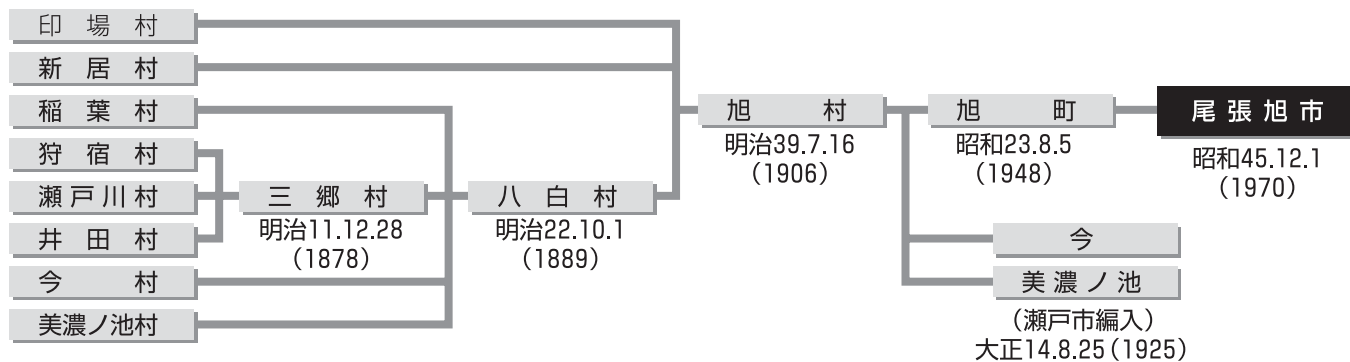 印場村
新居村
稲葉村
狩宿村
瀬戸川村
井田村
今村
美濃ノ池村
三郷村
明治11.12.28
(1878)
八白村
明治22.10.1
(1889)
旭村
明治39.7.16
(1906)
旭町
昭和23.8.5
(1948)
尾張旭市
昭和45.12.1
(1970)
今
美濃ノ池
(瀬戸市編入)
大正14.8.25(1925)